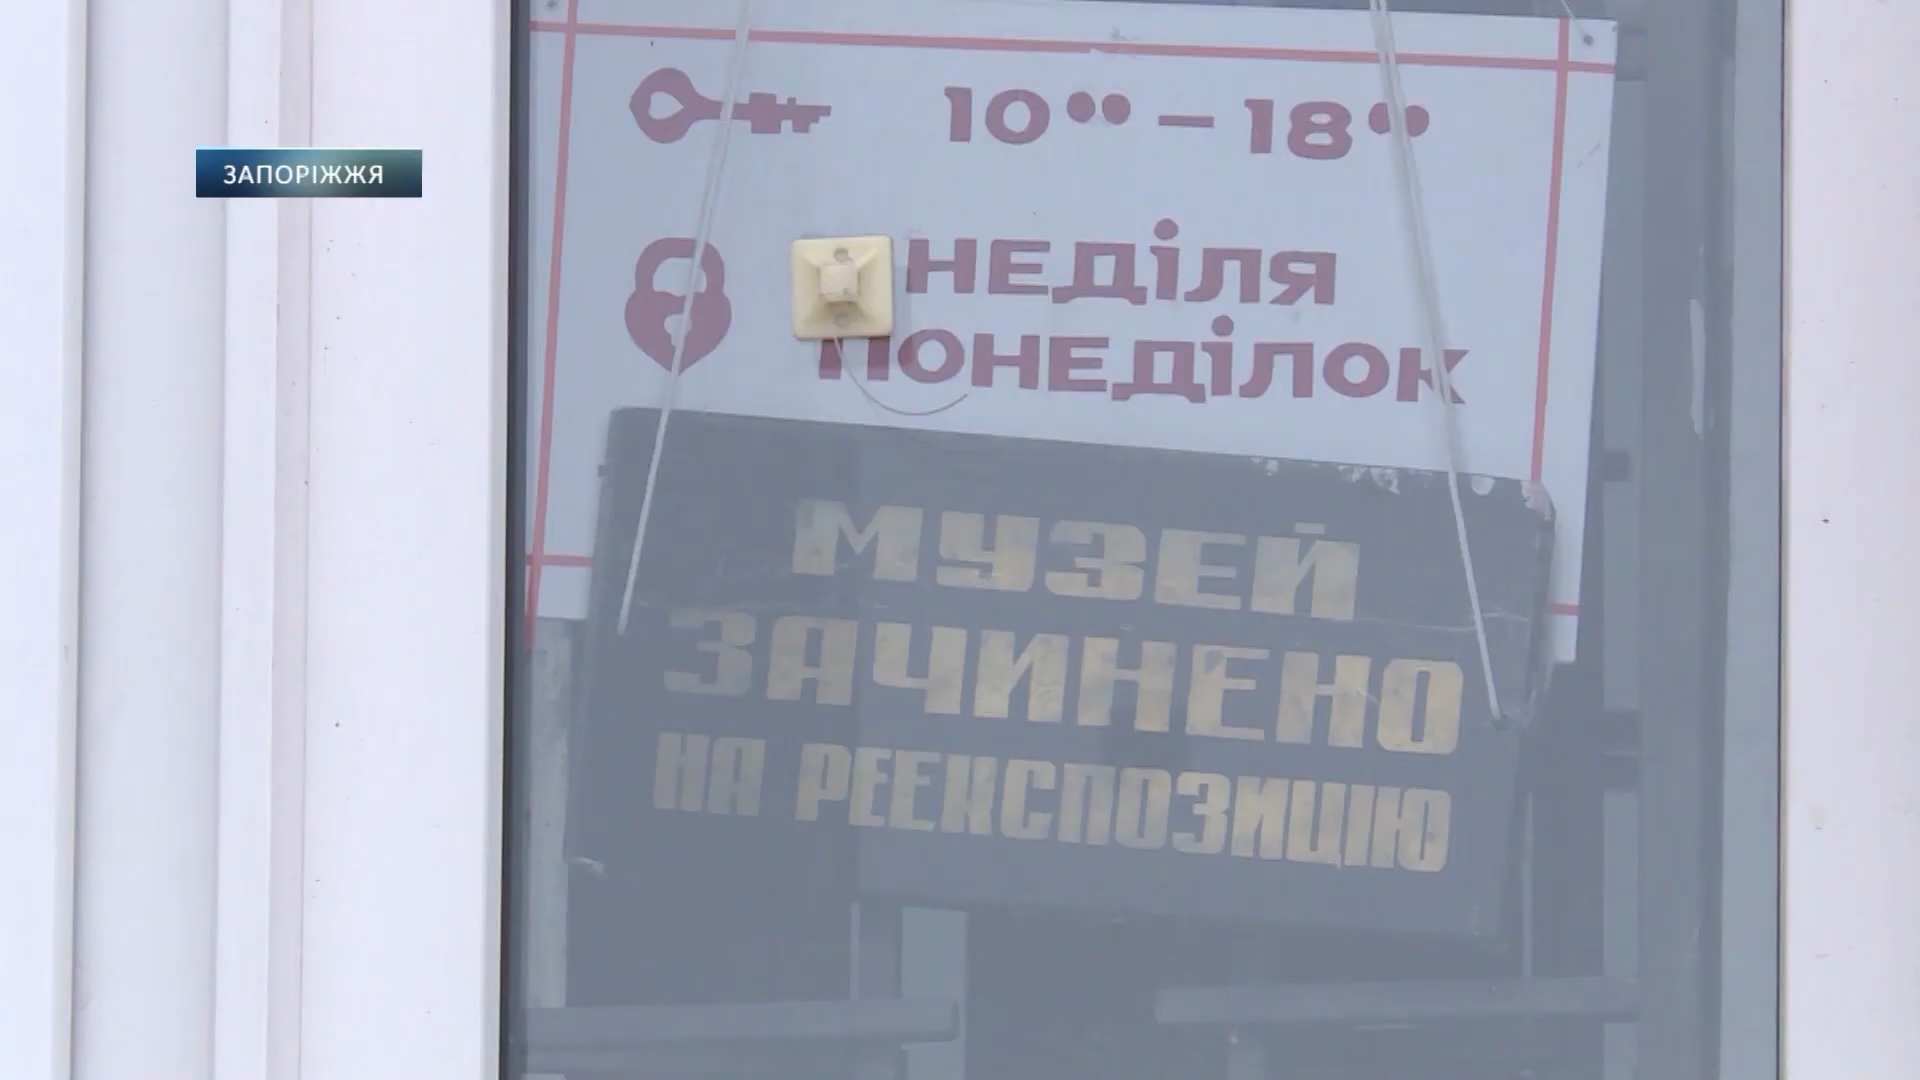 ЗАПОРІЖЖЯ
10⁰⁰ – 18⁰⁰
НЕДІЛЯ
ПОНЕДІЛОК
МУЗЕЙ
ЗАЧИНЕНО
НА РЕЕКСПОЗИЦІЮ